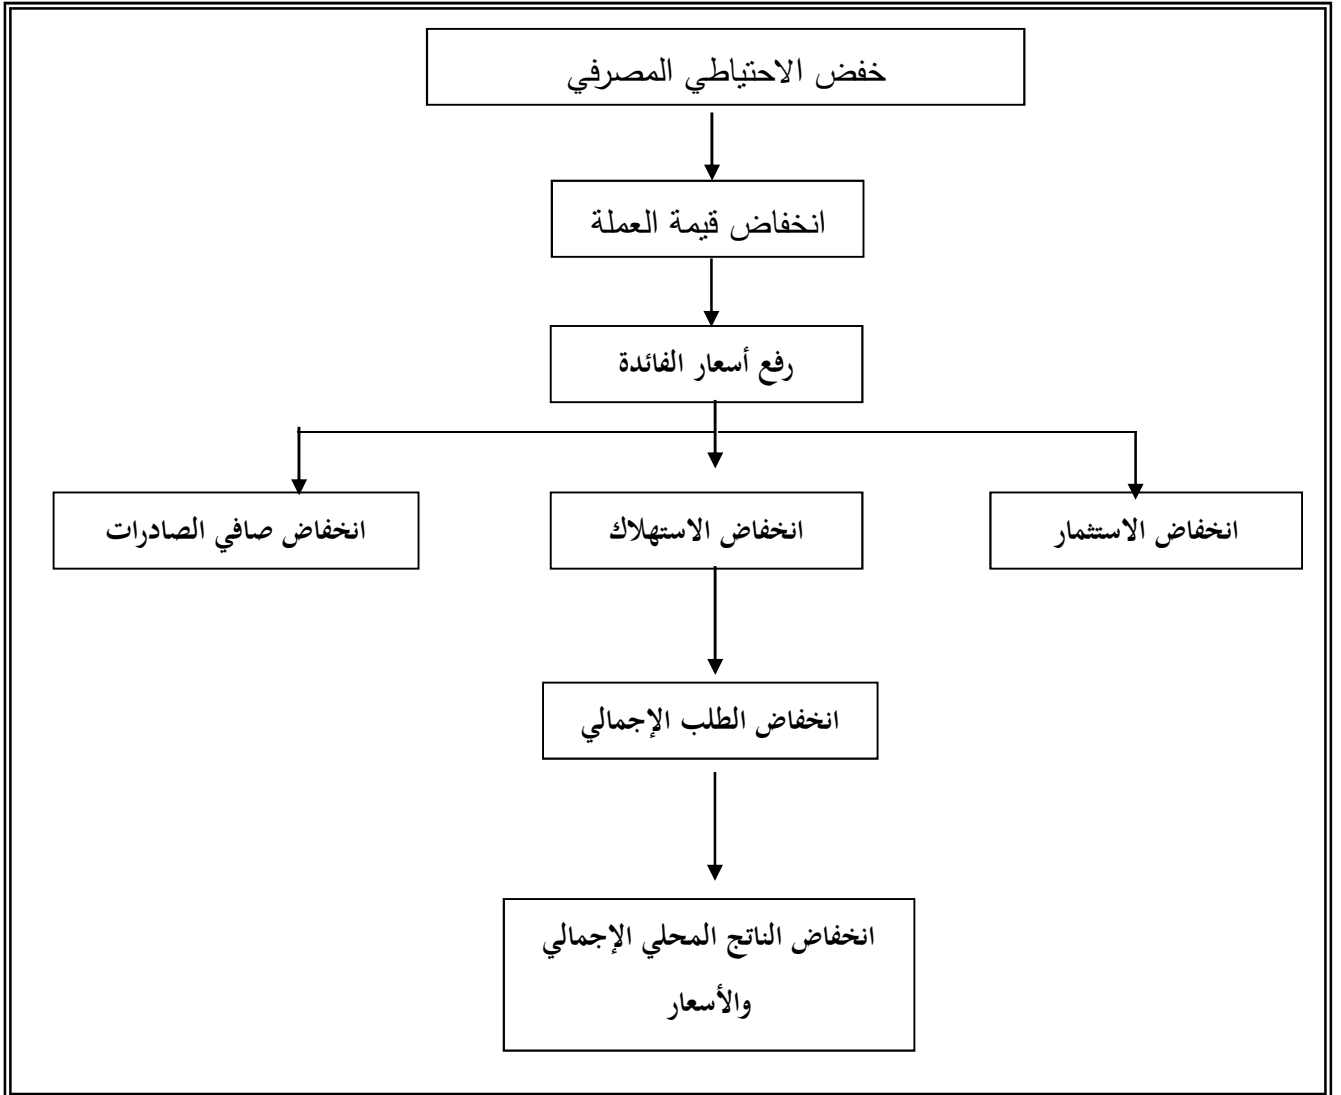 خفض الاحتياطي المصرفي
انخفاض قيمة العملة
رفع أسعار الفائدة
انخفاض الاستثمار
انخفاض الاستهلاك
انخفاض صافي الصادرات
انخفاض الطلب الإجمالي
انخفاض الناتج المحلي الإجمالي
والأسعار